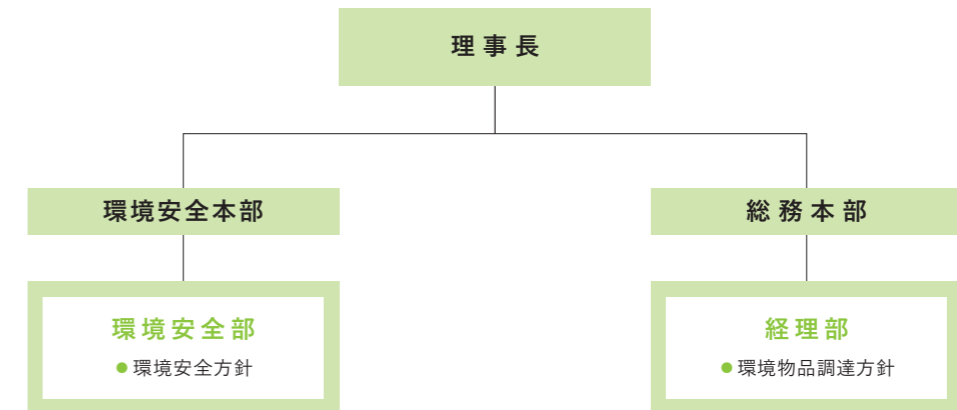 理事長
環境安全本部
総務本部
環境安全部
●環境安全方針
経理部
●環境物品調達方針